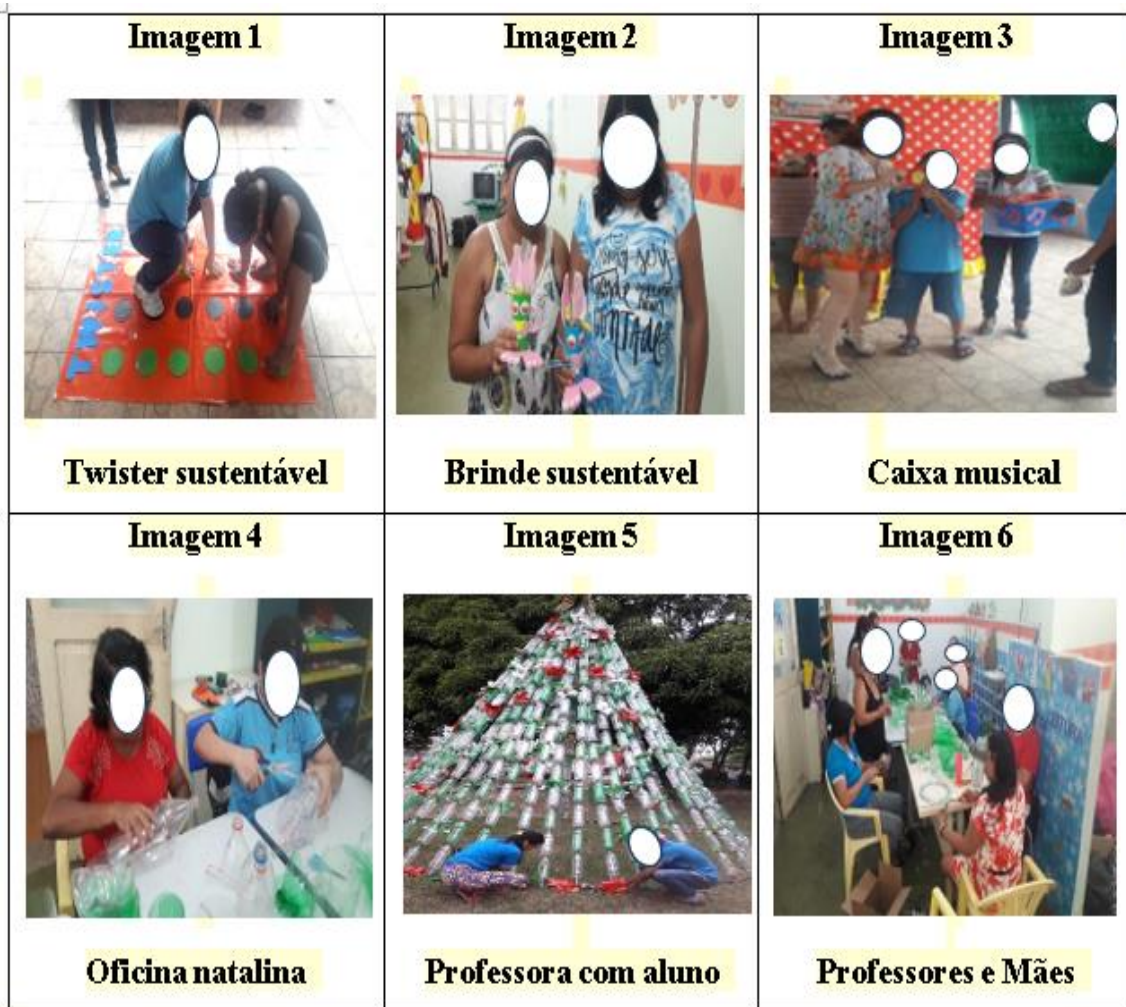 Imagem 1
Imagem 2
Imagem 3
Twister sustentável
Brinde sustentável
Caixa musical
Imagem 4
Imagem 5
Imagem 6
Oficina natalina
Professora com aluno
Professores e Mães